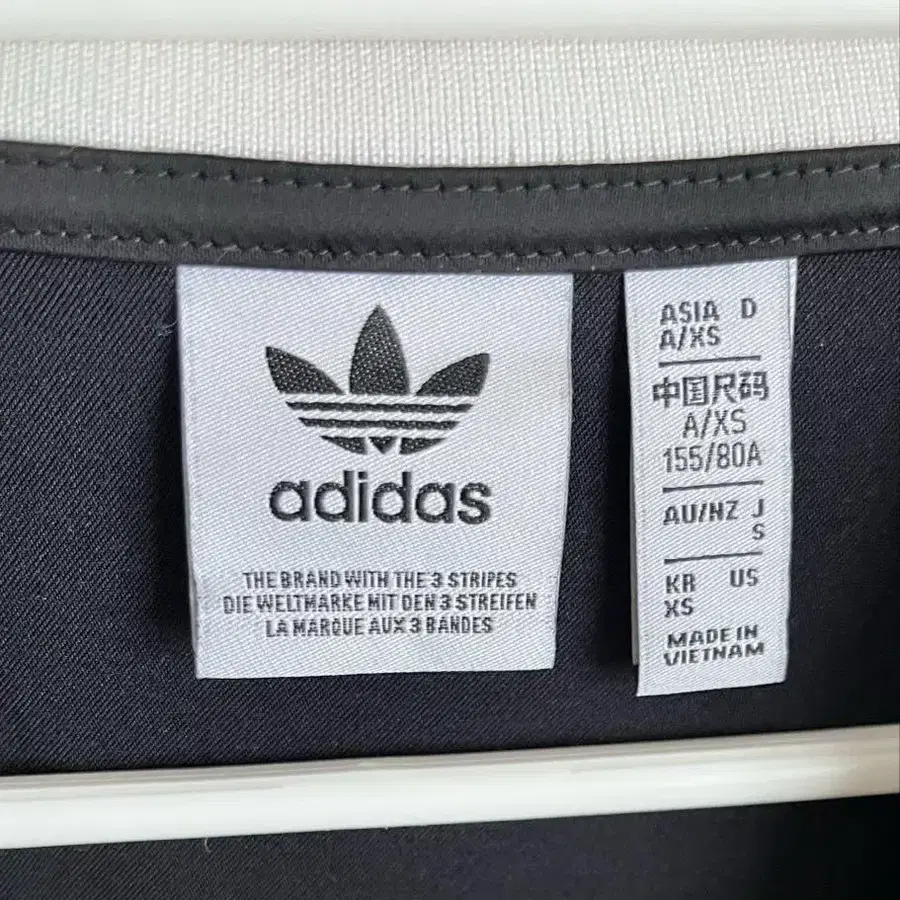 adidas
THE BRAND WITH THE 3 STRIPES
DIE WELTMARKE MIT DEN 3 STREIFEN
LA MARQUE AUX 3 BANDES
ASIA D
A/XS
中国尺码
A/XS
155/80A
AU/NZ J
S
KR US
XS
MADE IN
VIETNAM